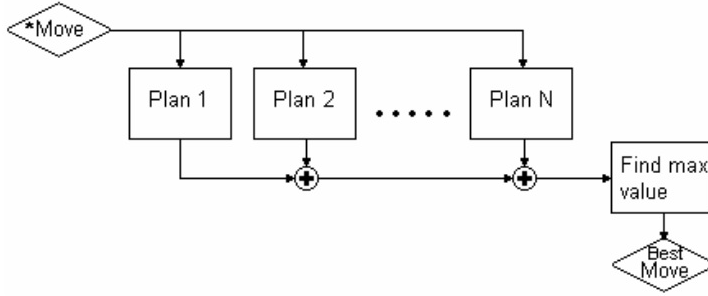 *Move
Plan 1
Plan 2
.....
Plan N
Find max
value
Best
Move